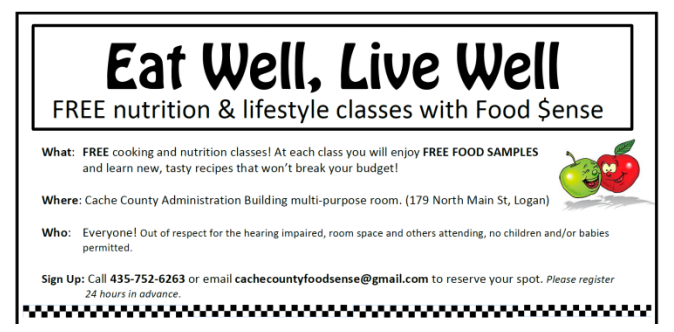 Eat Well, Live Well
FREE nutrition & lifestyle classes with Food $ense
What: FREE cooking and nutrition classes! At each class you will enjoy FREE FOOD SAMPLES
and learn new, tasty recipes that won't break your budget!
Where: Cache County Administration Building multi-purpose room. (179 North Main St, Logan)
Who: Everyone! Out of respect for the hearing impaired, room space and others attending, no children and/or babies
permitted.
Sign Up: Call 435-752-6263 or email cachecountyfoodsense@gmail.com to reserve your spot. Please register
24 hours in advance.